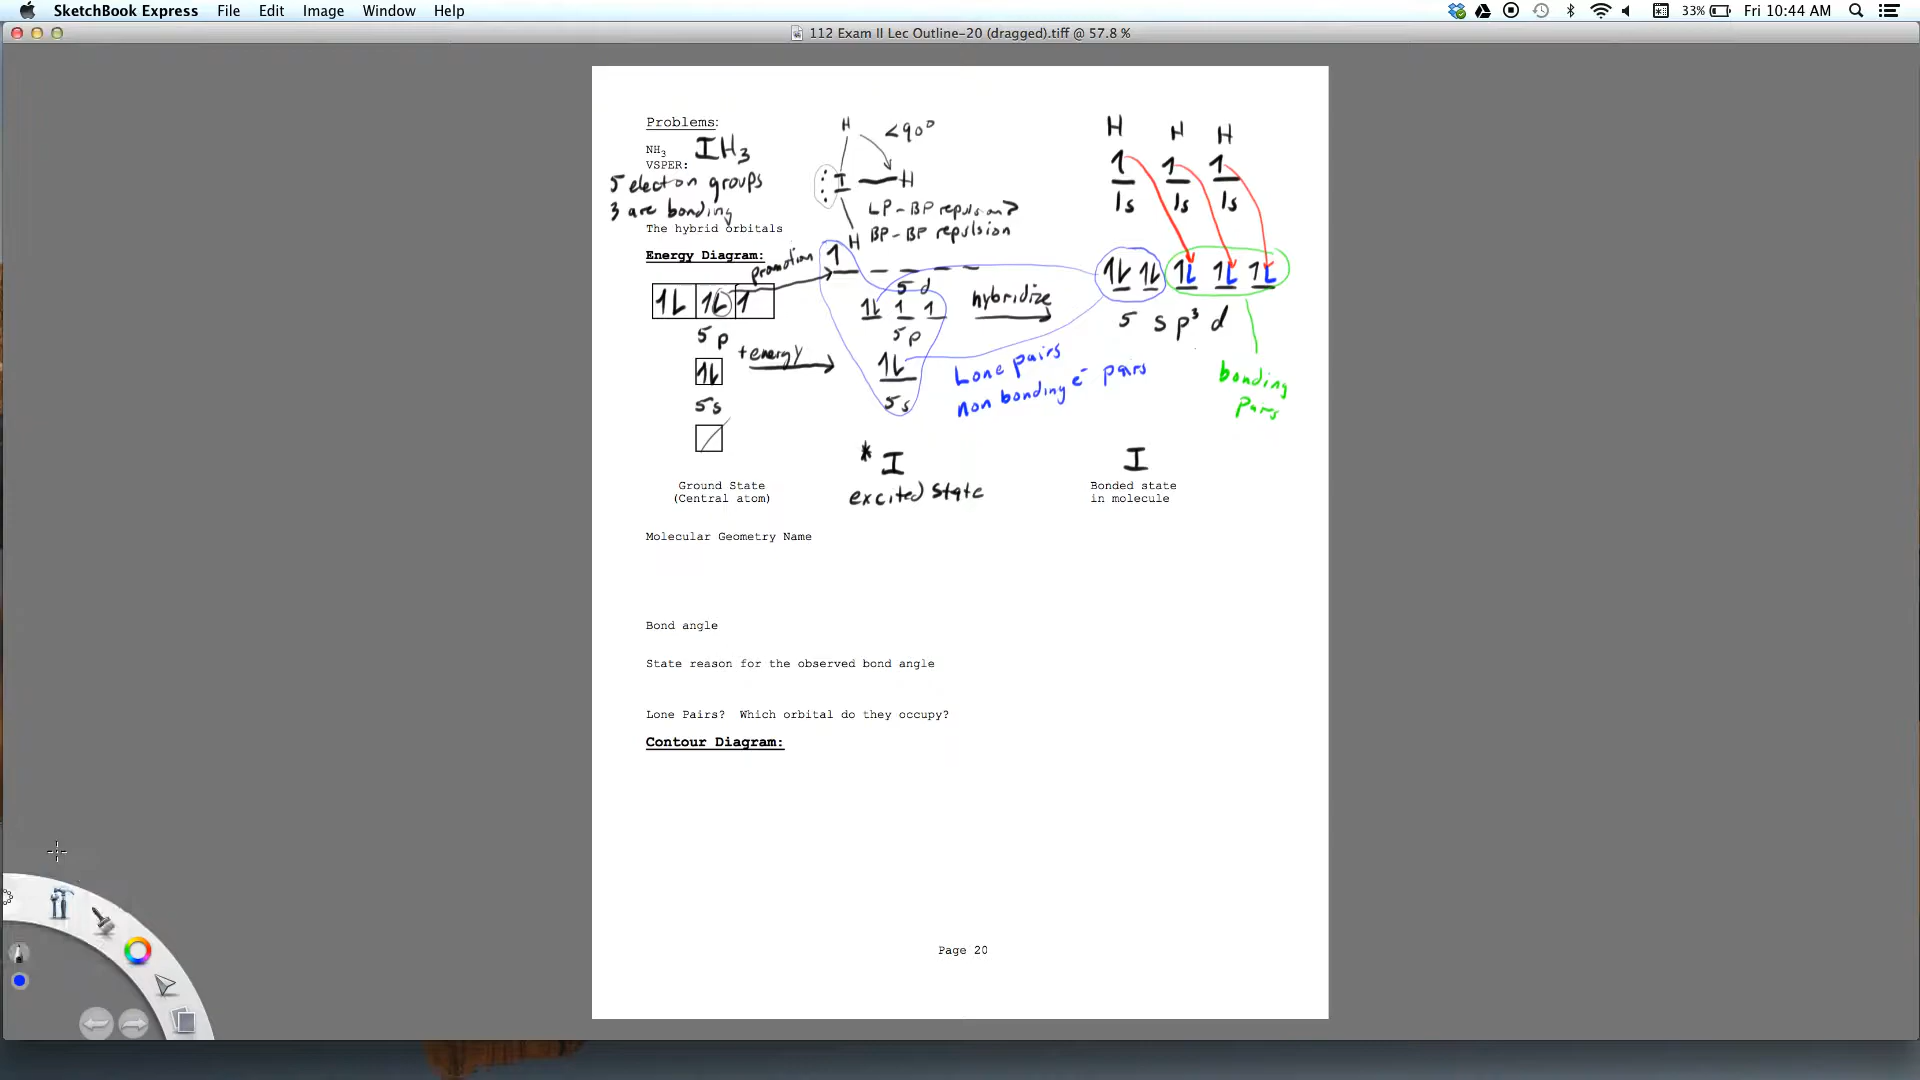 SketchBook Express File Edit Image Window Help 33% Fri 10:44 AM
112 Exam II Lec Outline-20 (dragged).tiff @ 57.8 %
Problems:
NH3 IH3
VSPER:
5 electron groups
3 are bonding
The hybrid orbitals
H
<90°
: I H
H
LP-BP repulsion >
BP-BP repulsion
H H H
1 1 1
1s 1s 1s
Energy Diagram:
promotion
5p
+energy
5s
5d
5p
5s
hybridize
5 sp³d
Lone pairs
non bonding e⁻ pairs
bonding
pairs
* I
excited state
I
Ground State
(Central atom)
Bonded state
in molecule
Molecular Geometry Name
Bond angle
State reason for the observed bond angle
Lone Pairs? Which orbital do they occupy?
Contour Diagram:
Page 20